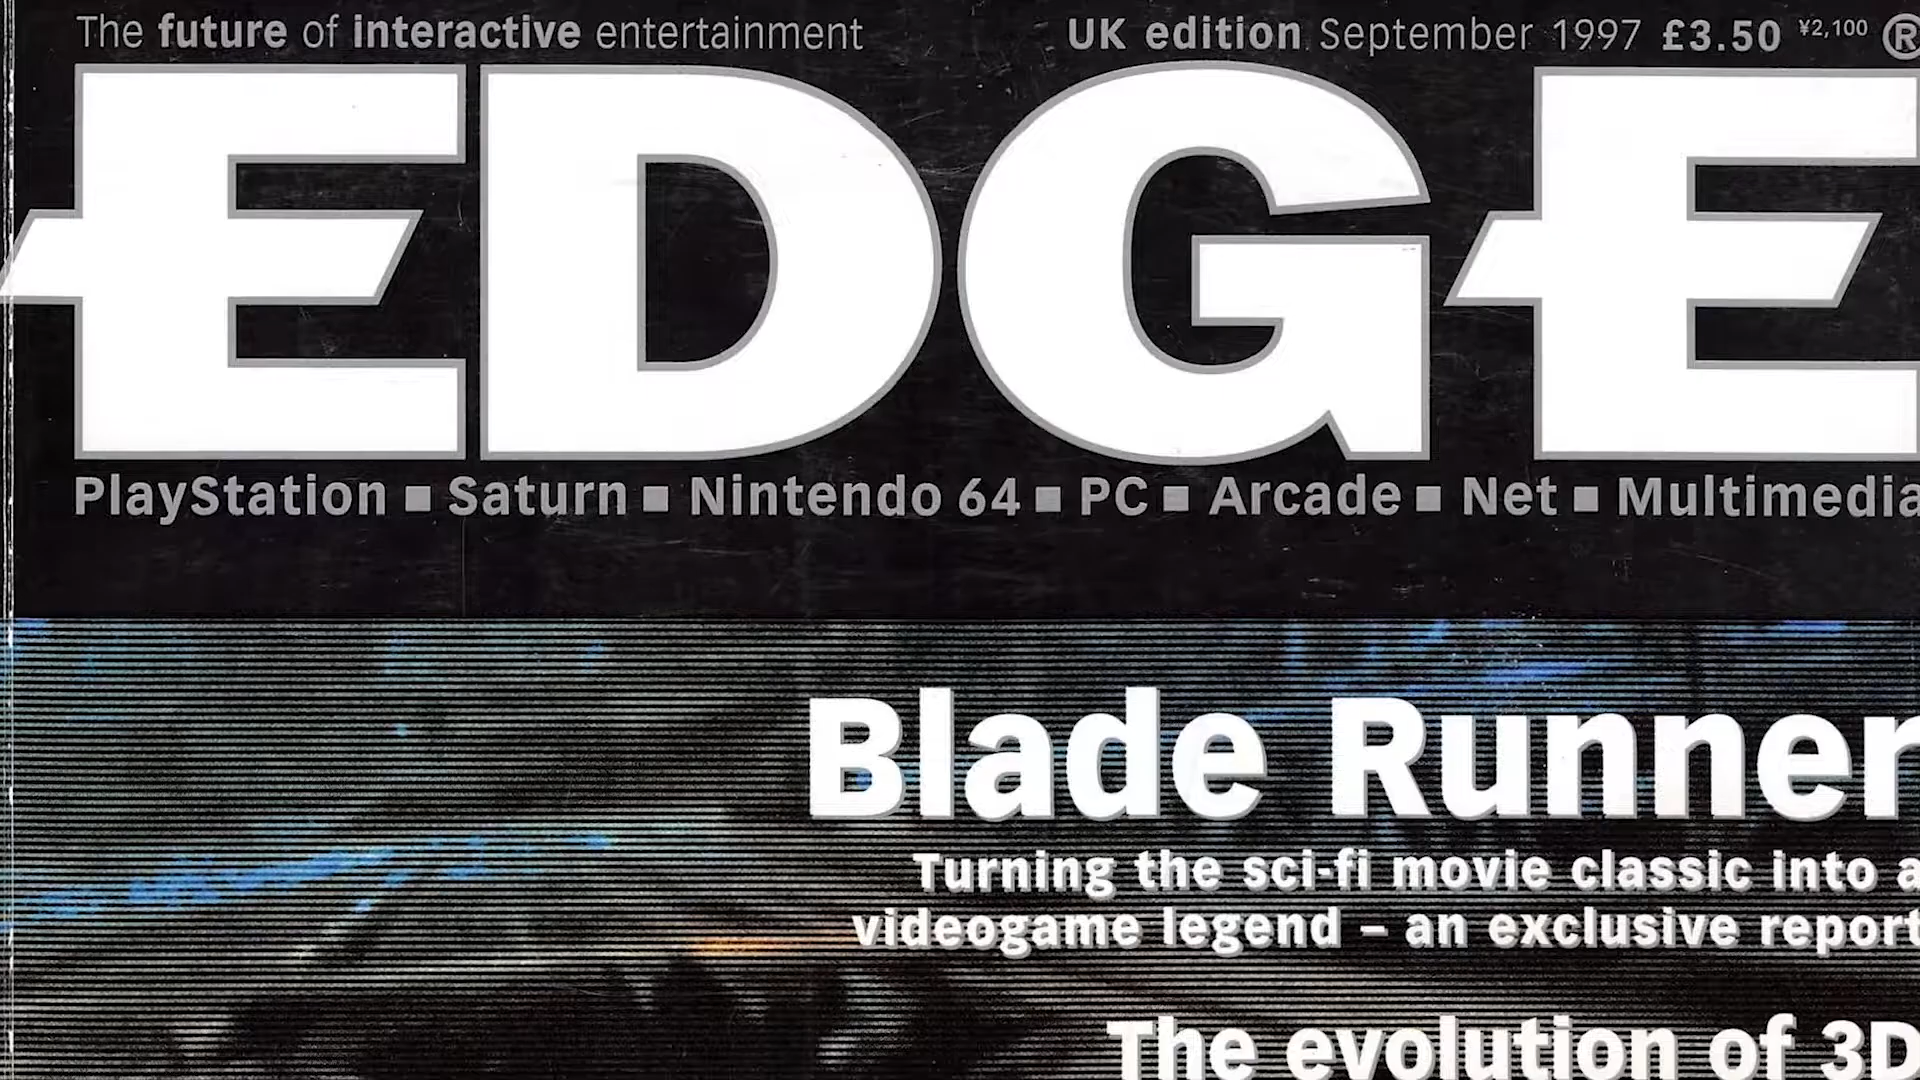 The future of interactive entertainment
UK edition September 1997 £3.50 ¥2,100 ®
EDGE
PlayStation ■ Saturn ■ Nintendo 64 ■ PC ■ Arcade ■ Net ■ Multimedia
Blade Runner
Turning the sci-fi movie classic into a
videogame legend – an exclusive report
The evolution of 3D